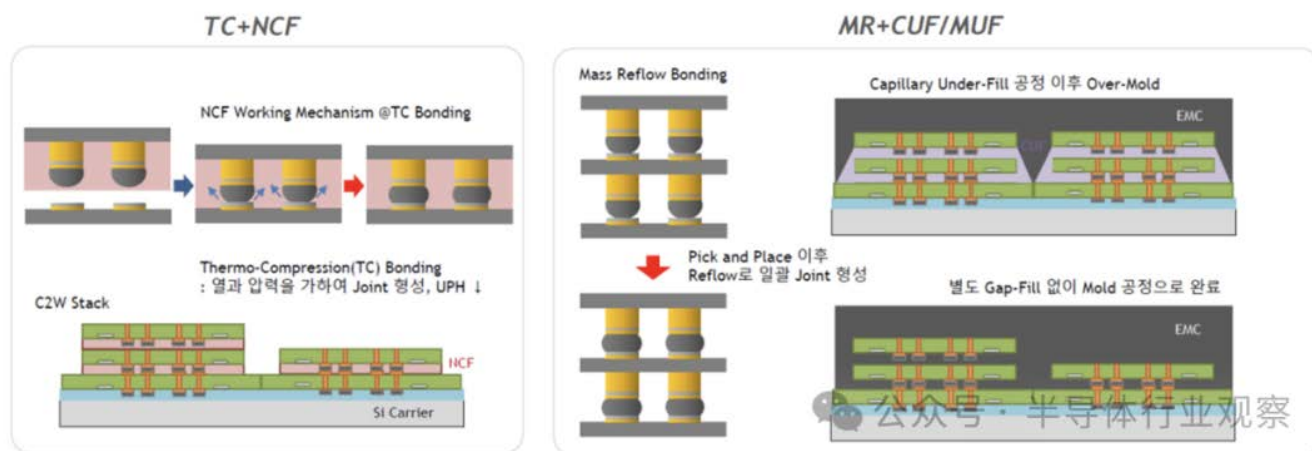 TC+NCF
NCF Working Mechanism @TC Bonding
Thermo-Compression(TC) Bonding
: 열과 압력을 가하여 Joint 형성, UPH ↓
C2W Stack
NCF
Si Carrier
MR+CUF/MUF
Mass Reflow Bonding
Pick and Place 이후
Reflow로 일괄 Joint 형성
Capillary Under-Fill 공정 이후 Over-Mold
EMC
CUF
별도 Gap-Fill 없이 Mold 공정으로 완료
EMC
公众号 · 半导体行业观察